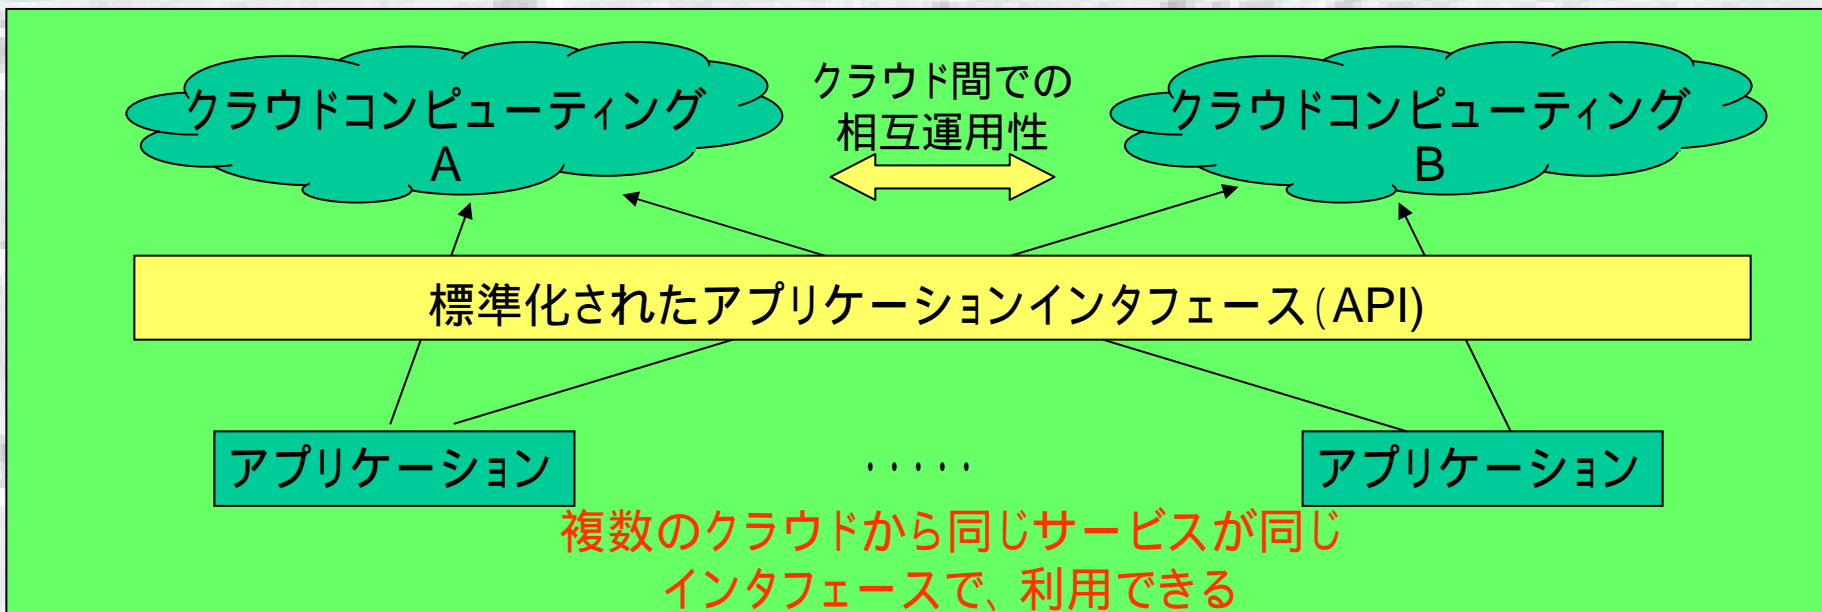 クラウドコンピューティング
A
クラウド間での
相互運用性
クラウドコンピューティング
B
標準化されたアプリケーションインタフェース(API)
アプリケーション
・・・・・
アプリケーション
複数のクラウドから同じサービスが同じ
インタフェースで、利用できる